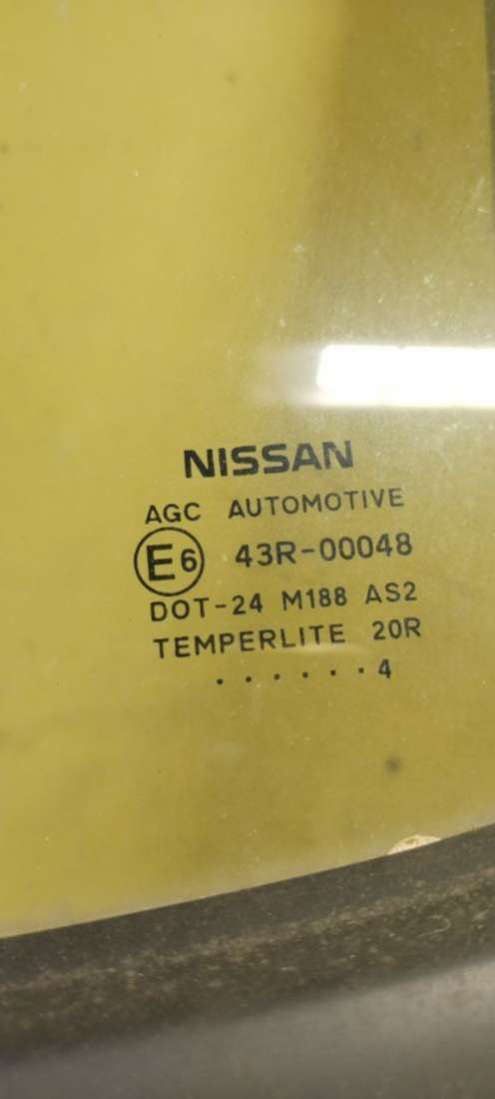 NISSAN
AGC AUTOMOTIVE
E6 43R-00048
DOT-24 M188 AS2
TEMPERLITE 20R
. . . . . . 4